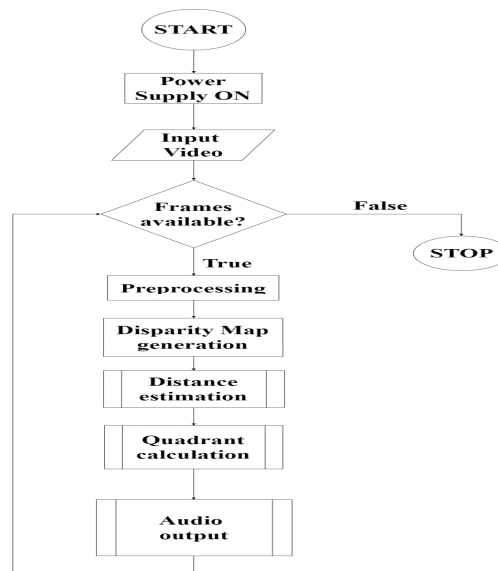 START
Power
Supply ON
Input
Video
Frames
available?
False
STOP
True
Preprocessing
Disparity Map
generation
Distance
estimation
Quadrant
calculation
Audio
output